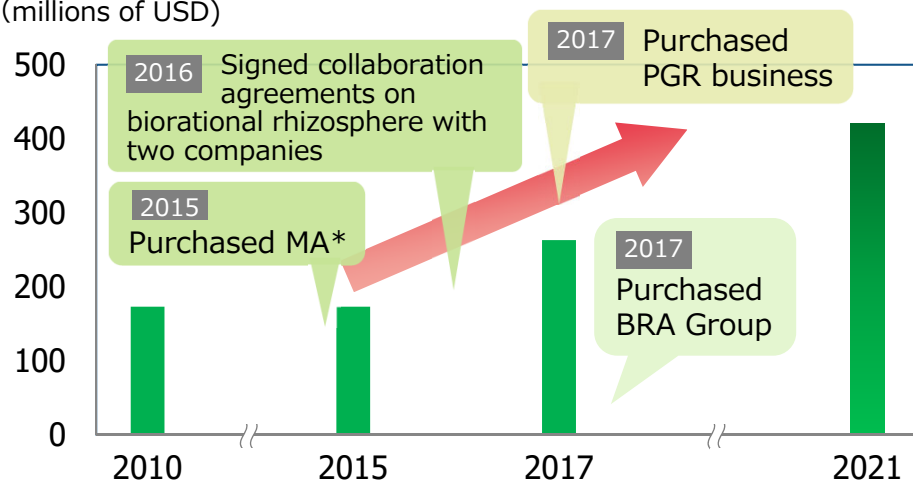 (millions of USD)
500
400
300
200
100
0
2016 Signed collaboration
agreements on
biorational rhizosphere with
two companies
2017 Purchased
PGR business
2015
Purchased MA*
2017
Purchased
BRA Group
2010 2015 2017 2021